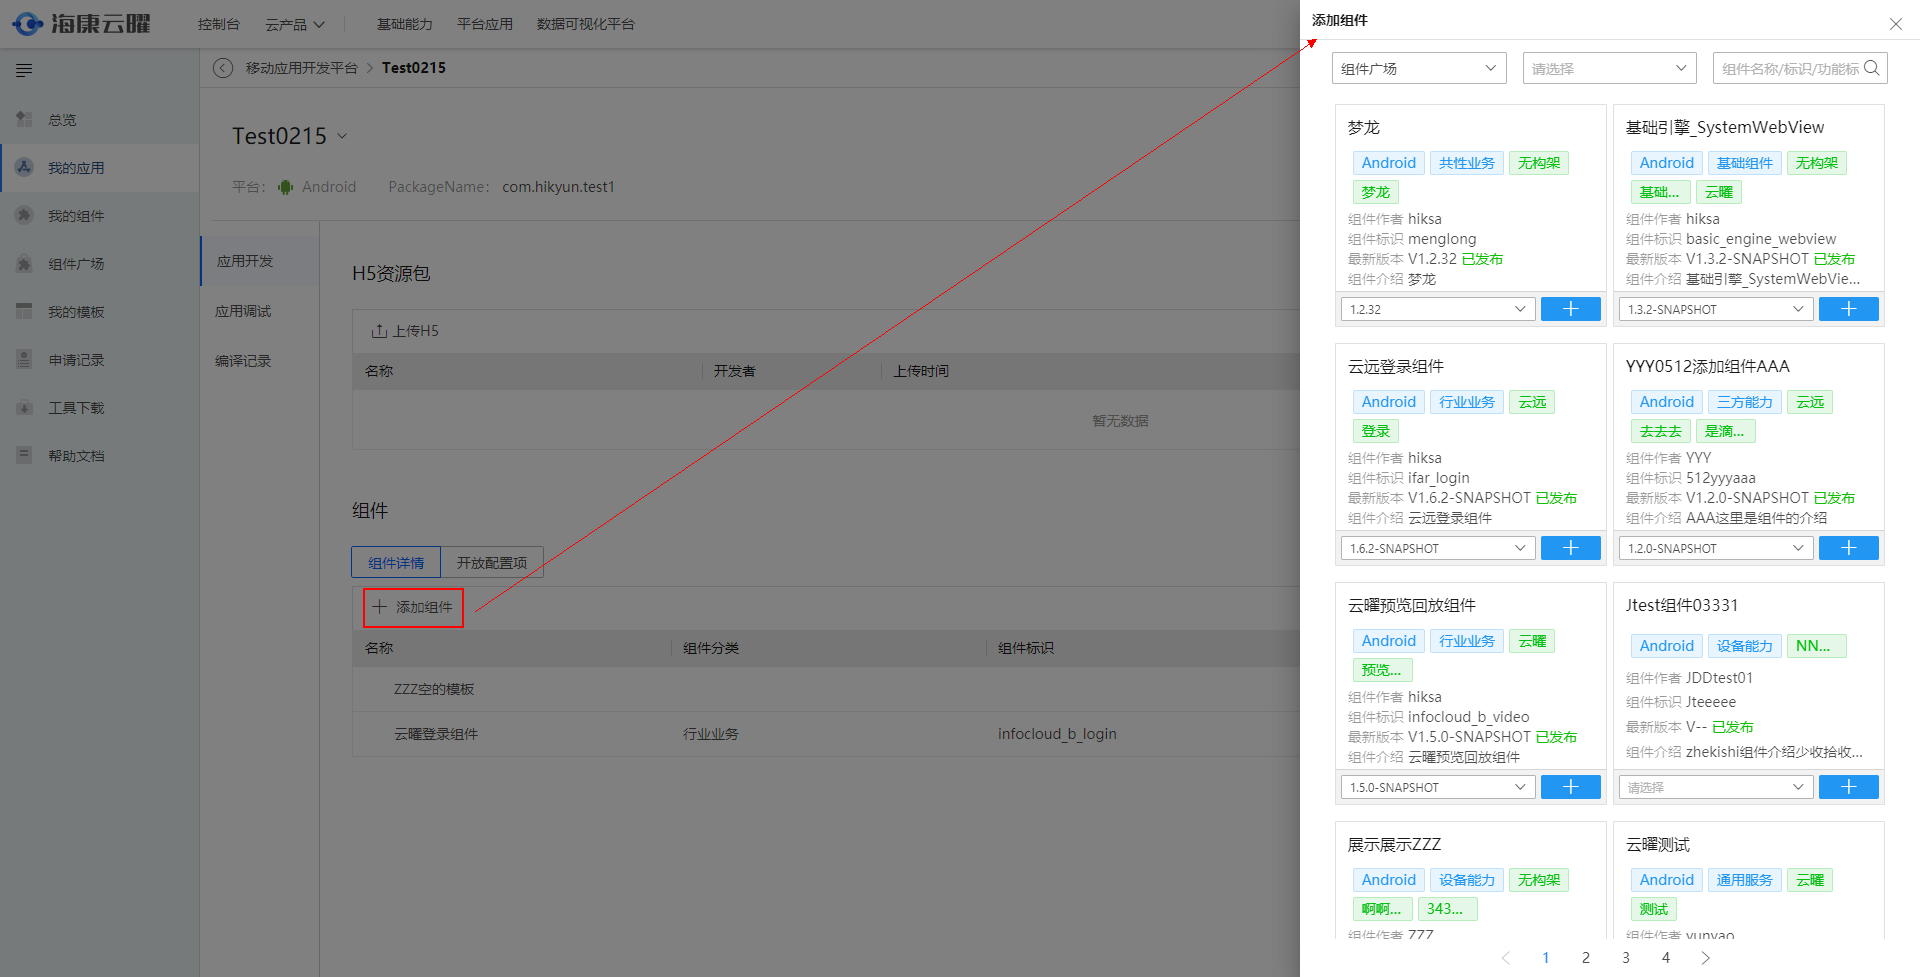 海康云曜
控制台
云产品
基础能力
平台应用
数据可视化平台
移动应用开发平台 > Test0215
总览
我的应用
我的组件
组件广场
我的模板
申请记录
工具下载
帮助文档
Test0215
平台： Android
PackageName： com.hikyun.test1
应用开发
应用调试
编译记录
H5资源包
上传H5
名称
开发者
上传时间
暂无数据
组件
组件详情
开放配置项
添加组件
名称
组件分类
组件标识
ZZZ空的模板
云曜登录组件
行业业务
infocloud_b_login
添加组件
组件广场
请选择
组件名称/标识/功能标
梦龙
Android 共性业务 无构架
梦龙
组件作者 hiksa
组件标识 menglong
最新版本 V1.2.32 已发布
组件介绍 梦龙
1.2.32
基础引擎_SystemWebView
Android 基础组件 无构架
基础... 云曜
组件作者 hiksa
组件标识 basic_engine_webview
最新版本 V1.3.2-SNAPSHOT 已发布
组件介绍 基础引擎_SystemWebVie...
1.3.2-SNAPSHOT
云远登录组件
Android 行业业务 云远
登录
组件作者 hiksa
组件标识 ifar_login
最新版本 V1.6.2-SNAPSHOT 已发布
组件介绍 云远登录组件
1.6.2-SNAPSHOT
YYY0512添加组件AAA
Android 三方能力 云远
去去去 是滴...
组件作者 YYY
组件标识 512yyyaaa
最新版本 V1.2.0-SNAPSHOT 已发布
组件介绍 AAA这里是组件的介绍
1.2.0-SNAPSHOT
云曜预览回放组件
Android 行业业务 云曜
预览...
组件作者 hiksa
组件标识 infocloud_b_video
最新版本 V1.5.0-SNAPSHOT 已发布
组件介绍 云曜预览回放组件
1.5.0-SNAPSHOT
Jtest组件03331
Android 设备能力 NN...
组件作者 JDDtest01
组件标识 Jteeeee
最新版本 V-- 已发布
组件介绍 zhekishi组件介绍少收拾收...
请选择
展示展示ZZZ
Android 设备能力 无构架
啊啊... 343...
组件作者 ZZZ
云曜测试
Android 通用服务 云曜
测试
组件作者 yunyao
1 2 3 4